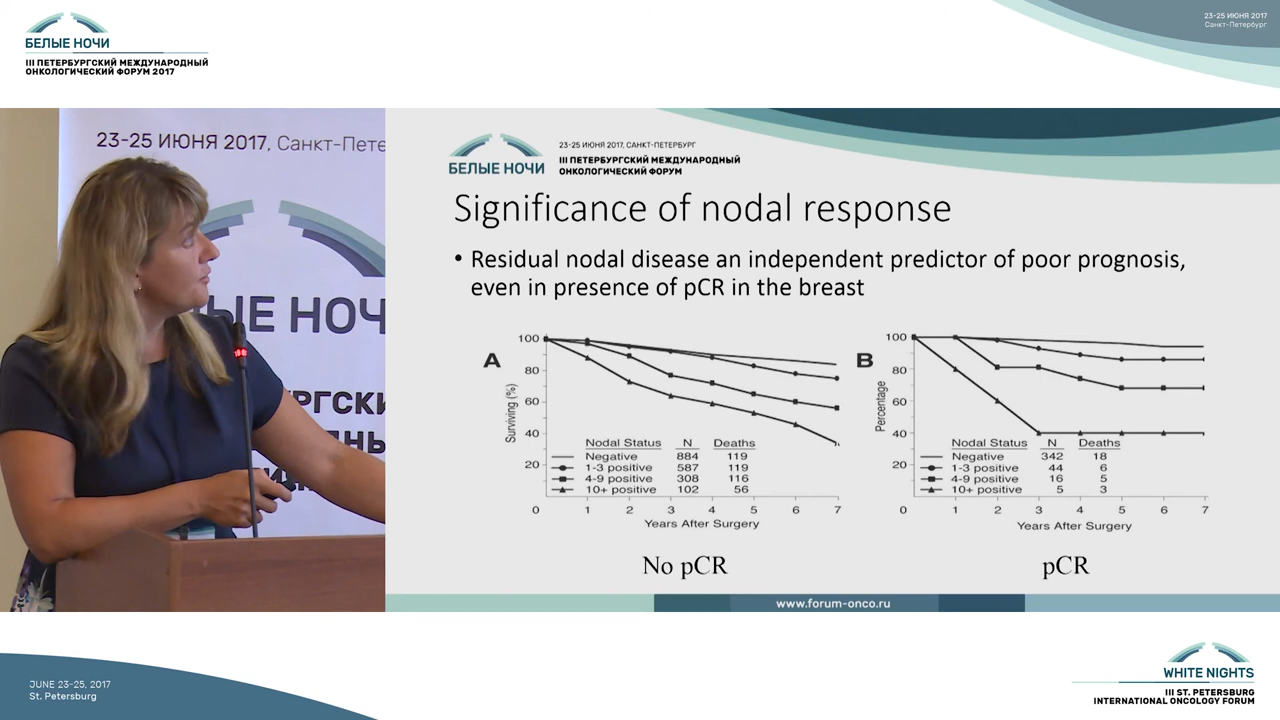 БЕЛЫЕ НОЧИ
III ПЕТЕРБУРГСКИЙ МЕЖДУНАРОДНЫЙ
ОНКОЛОГИЧЕСКИЙ ФОРУМ 2017
23-25 ИЮНЯ 2017
Санкт-Петербург
23-25 ИЮНЯ 2017, Санкт-Пете
ЫЕ НОЧ
РГСКИ
БЕЛЫЕ НОЧИ
23-25 ИЮНЯ 2017, САНКТ-ПЕТЕРБУРГ
III ПЕТЕРБУРГСКИЙ МЕЖДУНАРОДНЫЙ
ОНКОЛОГИЧЕСКИЙ ФОРУМ
Significance of nodal response
• Residual nodal disease an independent predictor of poor prognosis,
even in presence of pCR in the breast
A
Surviving (%)
100
80
60
40
20
0 1 2 3 4 5 6 7
Nodal Status N Deaths
Negative 884 119
1-3 positive 587 119
4-9 positive 308 116
10+ positive 102 56
Years After Surgery
No pCR
B
Percentage
100
80
60
40
20
0 1 2 3 4 5 6 7
Nodal Status N Deaths
Negative 342 18
1-3 positive 44 6
4-9 positive 16 5
10+ positive 5 3
Years After Surgery
pCR
www.forum-onco.ru
JUNE 23-25, 2017
St. Petersburg
WHITE NIGHTS
III ST. PETERSBURG
INTERNATIONAL ONCOLOGY FORUM